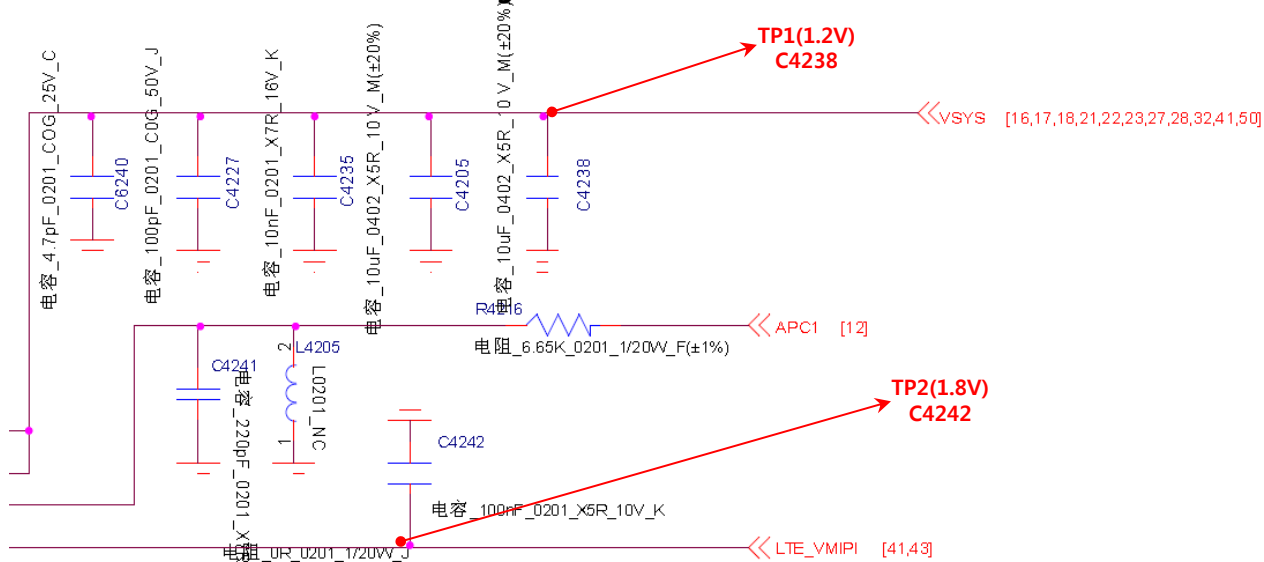 TP1(1.2V)
C4238
电容_4.7pF_0201_COG_25V_C
C6240
电容_100pF_0201_C0G_50V_J
C4227
电容_10nF_0201_X7R_16V_K
C4235
电容_10uF_0402_X5R_10V_M(±20%)
C4205
电容_10uF_0402_X5R_10V_M(±20%)
C4238
VSYS [16,17,18,21,22,23,27,28,32,41,50]
APC1 [12]
电阻_6.65K_0201_1/20W_F(±1%)
C4241
2
L4205
L0201_NC
1
TP2(1.8V)
C4242
C4242
电容_100nF_0201_X5R_10V_K
电阻_0R_0201_1/20W_J
LTE_VMIPI [41,43]